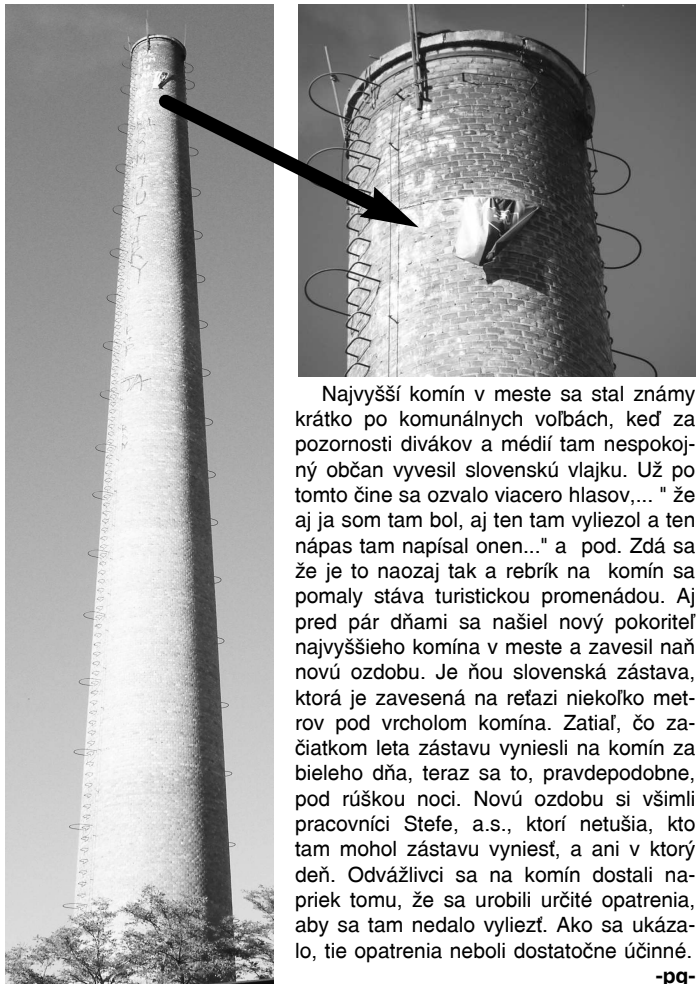 Najvyšší komín v meste sa stal známy
krátko po komunálnych voľbách, keď za
pozornosti divákov a médií tam nespokoj-
ný občan vyvesil slovenskú vlajku. Už po
tomto čine sa ozvalo viacero hlasov,... " že
aj ja som tam bol, aj ten tam vyliezol a ten
nápas tam napísal onen..." a pod. Zdá sa
že je to naozaj tak a rebrík na komín sa
pomaly stáva turistickou promenádou. Aj
pred pár dňami sa našiel nový pokoriteľ
najvyššieho komína v meste a zavesil naň
novú ozdobu. Je ňou slovenská zástava,
ktorá je zavesená na reťazi niekoľko met-
rov pod vrcholom komína. Zatiaľ, čo za-
čiatkom leta zástavu vyniesli na komín za
bieleho dňa, teraz sa to, pravdepodobne,
pod rúškou noci. Novú ozdobu si všimli
pracovníci Stefe, a.s., ktorí netušia, kto
tam mohol zástavu vyniesť, a ani v ktorý
deň. Odvážlivci sa na komín dostali na-
priek tomu, že sa urobili určité opatrenia,
aby sa tam nedalo vyliezť. Ako sa ukáza-
lo, tie opatrenia neboli dostatočne účinné.
-pg-